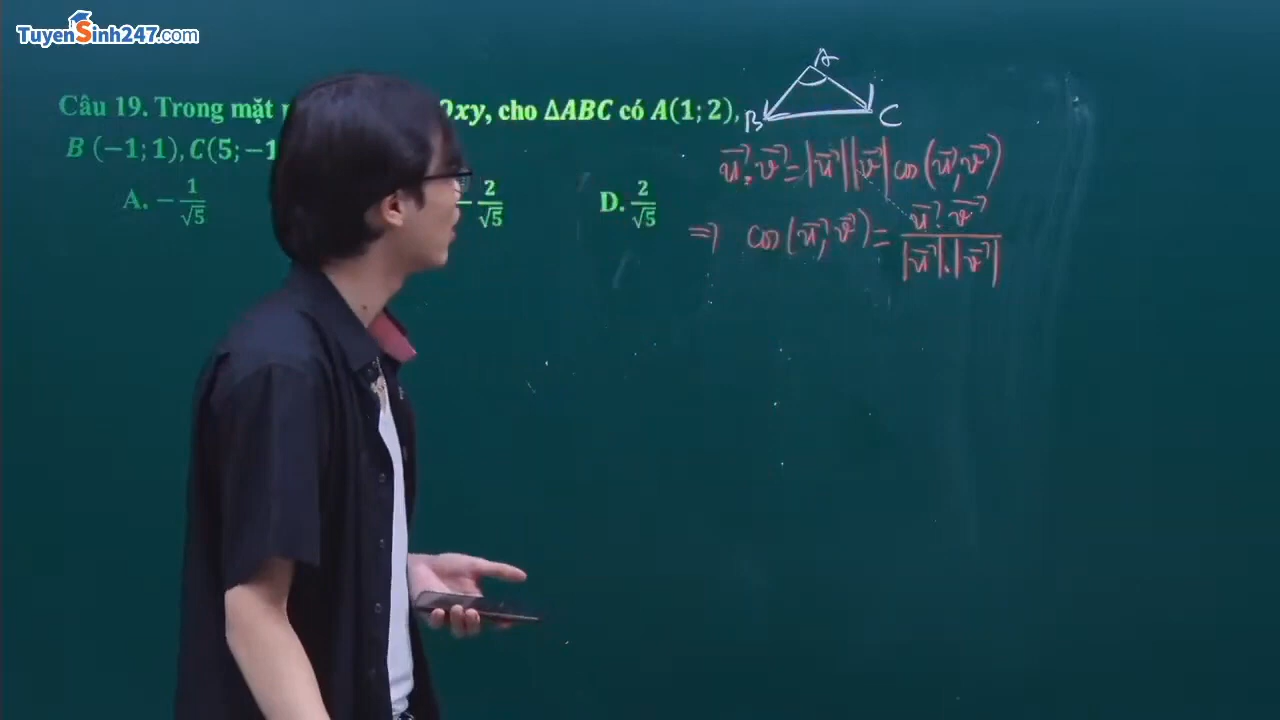 TuyenSinh247.com
Câu 19. Trong mặt Oxy, cho ΔABC có A(1; 2),
B (−1; 1), C(5; −1
A. −1/√5 −2/√5 D. 2/√5
A
B C
u⃗ . v⃗ = |u⃗| |v⃗| cos (u⃗, v⃗)
=> cos (u⃗, v⃗) = u⃗ . v⃗ / |u⃗| . |v⃗|